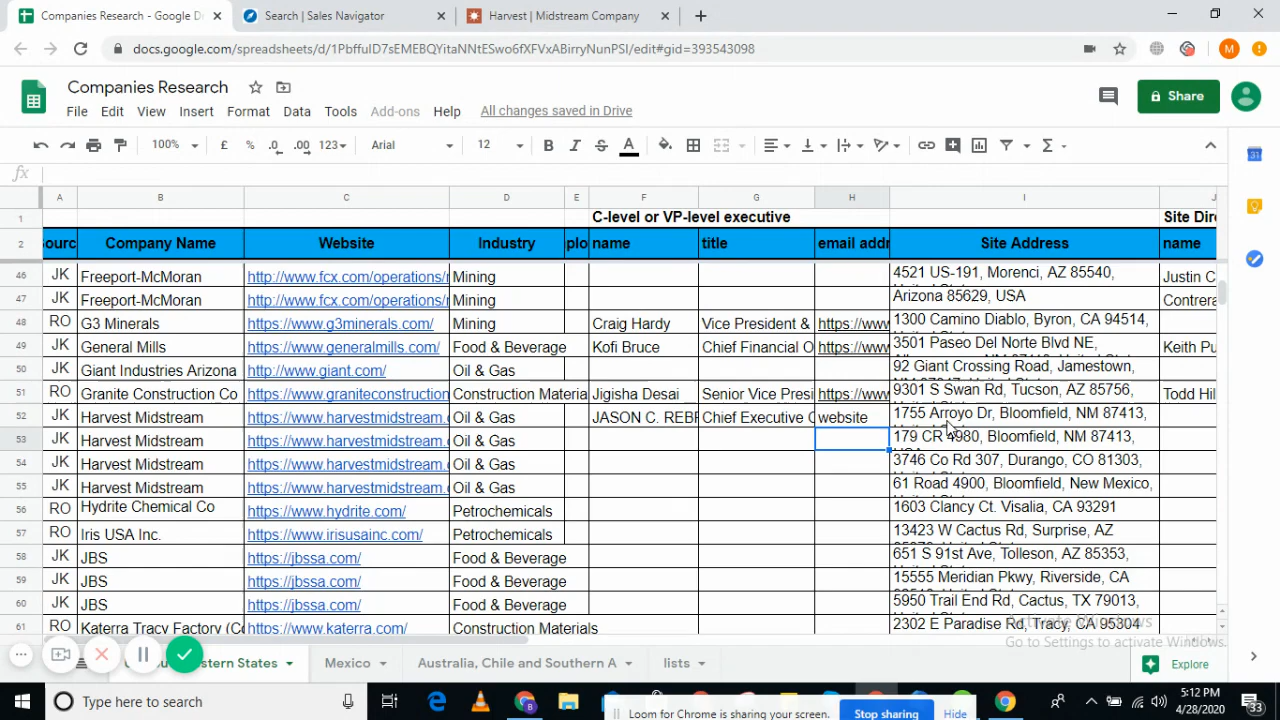 Companies Research - Google D
Search | Sales Navigator
Harvest | Midstream Company
docs.google.com/spreadsheets/d/1PbffulD7sEMEBQYitaNNtESwo6fXFVxABirryNunPSI/edit#gid=393543098
M
Companies Research
File Edit View Insert Format Data Tools Add-ons Help All changes saved in Drive
Share
100% £ % .0 .00 123 Arial 12 B I S A
fx
A B C D E F G H I J
1 C-level or VP-level executive Site Dir
2 Sourc Company Name Website Industry plo name title email addr Site Address name
46 JK Freeport-McMoran http://www.fcx.com/operations/ Mining 4521 US-191, Morenci, AZ 85540, Justin C
47 JK Freeport-McMoran http://www.fcx.com/operations/ Mining Arizona 85629, USA Contrera
48 RO G3 Minerals https://www.g3minerals.com/ Mining Craig Hardy Vice President & https://www 1300 Camino Diablo, Byron, CA 94514,
49 JK General Mills https://www.generalmills.com/ Food & Beverage Kofi Bruce Chief Financial O https://www 3501 Paseo Del Norte Blvd NE, Keith Pu
50 JK Giant Industries Arizona http://www.giant.com/ Oil & Gas 92 Giant Crossing Road, Jamestown,
51 RO Granite Construction Co https://www.graniteconstruction Construction Materia Jigisha Desai Senior Vice Presi https://www 9301 S Swan Rd, Tucson, AZ 85756, Todd Hil
52 JK Harvest Midstream https://www.harvestmidstream. Oil & Gas JASON C. REBR Chief Executive O website 1755 Arroyo Dr, Bloomfield, NM 87413,
53 JK Harvest Midstream https://www.harvestmidstream. Oil & Gas 179 CR 4980, Bloomfield, NM 87413,
54 JK Harvest Midstream https://www.harvestmidstream. Oil & Gas 3746 Co Rd 307, Durango, CO 81303,
55 JK Harvest Midstream https://www.harvestmidstream. Oil & Gas 61 Road 4900, Bloomfield, New Mexico,
56 RO Hydrite Chemical Co https://www.hydrite.com/ Petrochemicals 1603 Clancy Ct. Visalia, CA 93291
57 RO Iris USA Inc. https://www.irisusainc.com/ Petrochemicals 13423 W Cactus Rd, Surprise, AZ
58 JK JBS https://jbssa.com/ Food & Beverage 651 S 91st Ave, Tolleson, AZ 85353,
59 JK JBS https://jbssa.com/ Food & Beverage 15555 Meridian Pkwy, Riverside, CA
60 JK JBS https://jbssa.com/ Food & Beverage 5950 Trail End Rd, Cactus, TX 79013,
61 RO Katerra Tracy Factory (Co https://www.katerra.com/ Construction Materials 2302 E Paradise Rd, Tracy, CA 95304
Activate Windows
Go to Settings to activate Windows.
States Mexico Australia, Chile and Southern A lists Explore
Type here to search
Loom for Chrome is sharing your screen. Stop sharing Hide
5:12 PM
4/28/2020
33